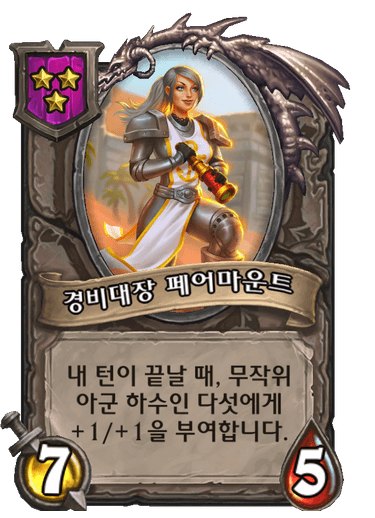 경비대장 페어마운트
내 턴이 끝날 때, 무작위
아군 하수인 다섯에게
+1/+1을 부여합니다.
7
5